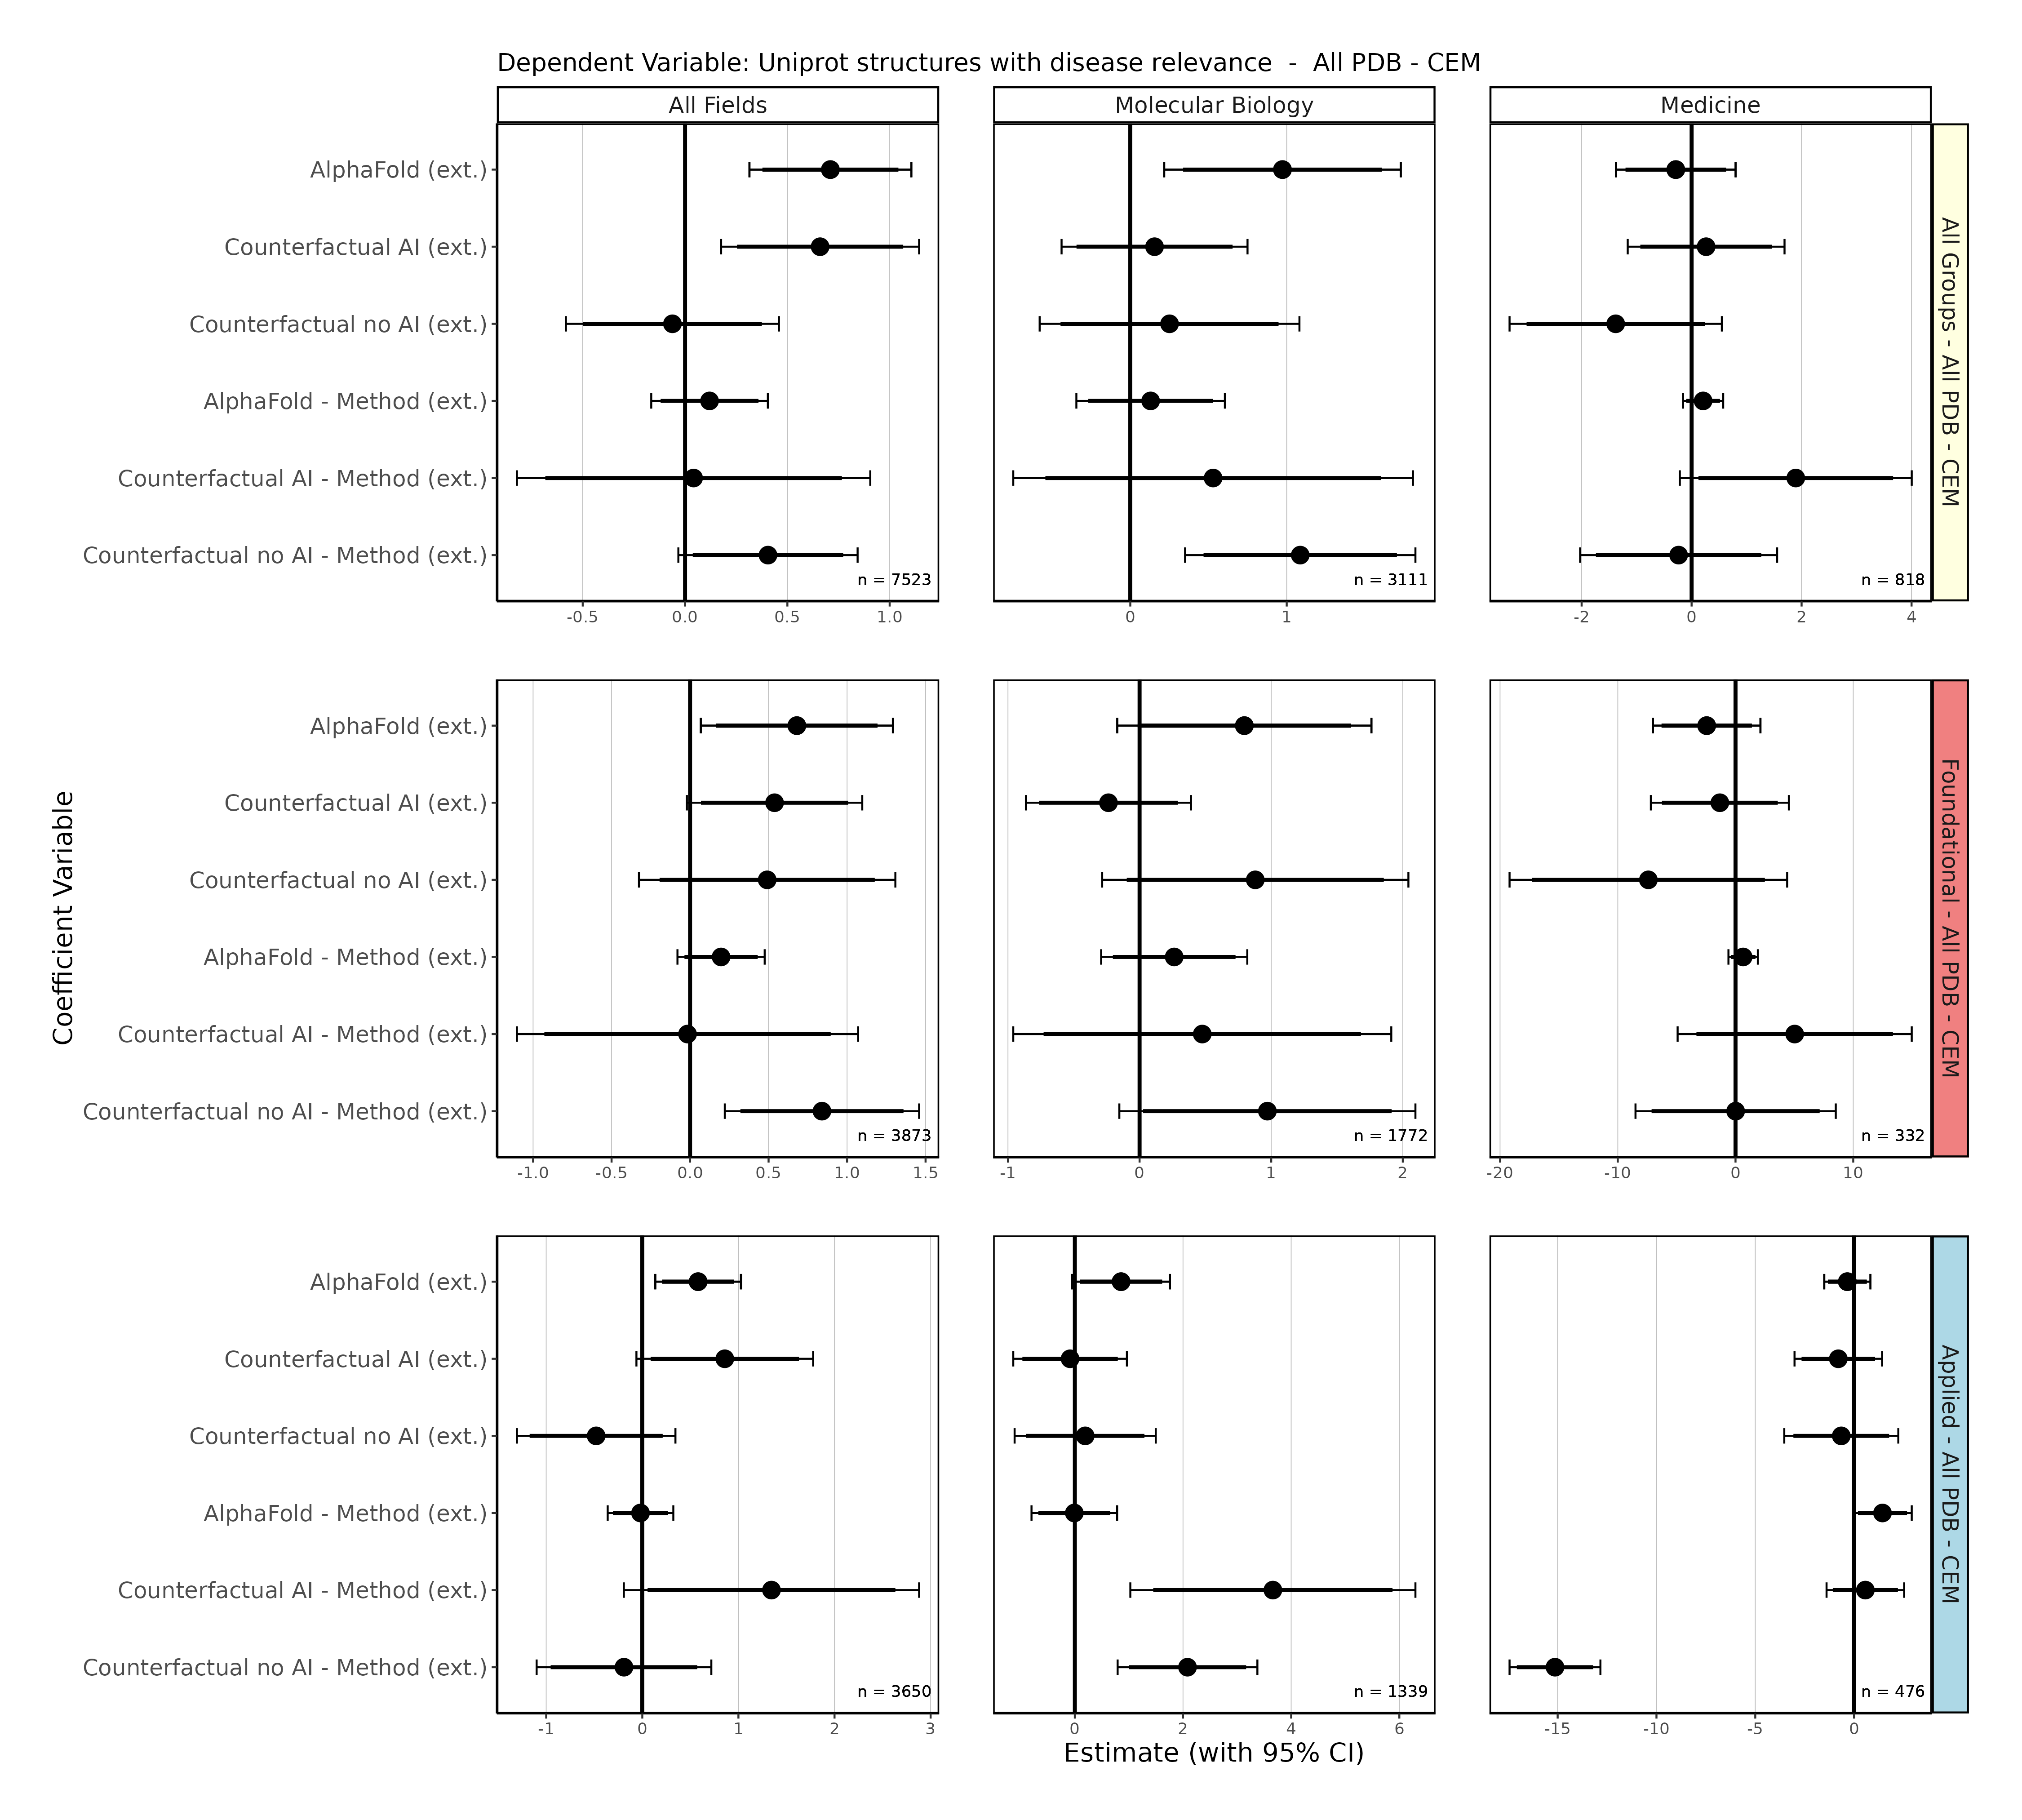 Dependent Variable: Uniprot structures with disease relevance - All PDB - CEM
All Fields
Molecular Biology
Medicine
AlphaFold (ext.)
Counterfactual AI (ext.)
Counterfactual no AI (ext.)
AlphaFold - Method (ext.)
Counterfactual AI - Method (ext.)
Counterfactual no AI - Method (ext.)
n = 7523
n = 3111
n = 818
-0.5 0.0 0.5 1.0
0 1
-2 0 2 4
All Groups - All PDB - CEM
Coefficient Variable
AlphaFold (ext.)
Counterfactual AI (ext.)
Counterfactual no AI (ext.)
AlphaFold - Method (ext.)
Counterfactual AI - Method (ext.)
Counterfactual no AI - Method (ext.)
n = 3873
n = 1772
n = 332
-1.0 -0.5 0.0 0.5 1.0 1.5
-1 0 1 2
-20 -10 0 10
Foundational - All PDB - CEM
AlphaFold (ext.)
Counterfactual AI (ext.)
Counterfactual no AI (ext.)
AlphaFold - Method (ext.)
Counterfactual AI - Method (ext.)
Counterfactual no AI - Method (ext.)
n = 3650
n = 1339
n = 476
-1 0 1 2 3
0 2 4 6
-15 -10 -5 0
Applied - All PDB - CEM
Estimate (with 95% CI)